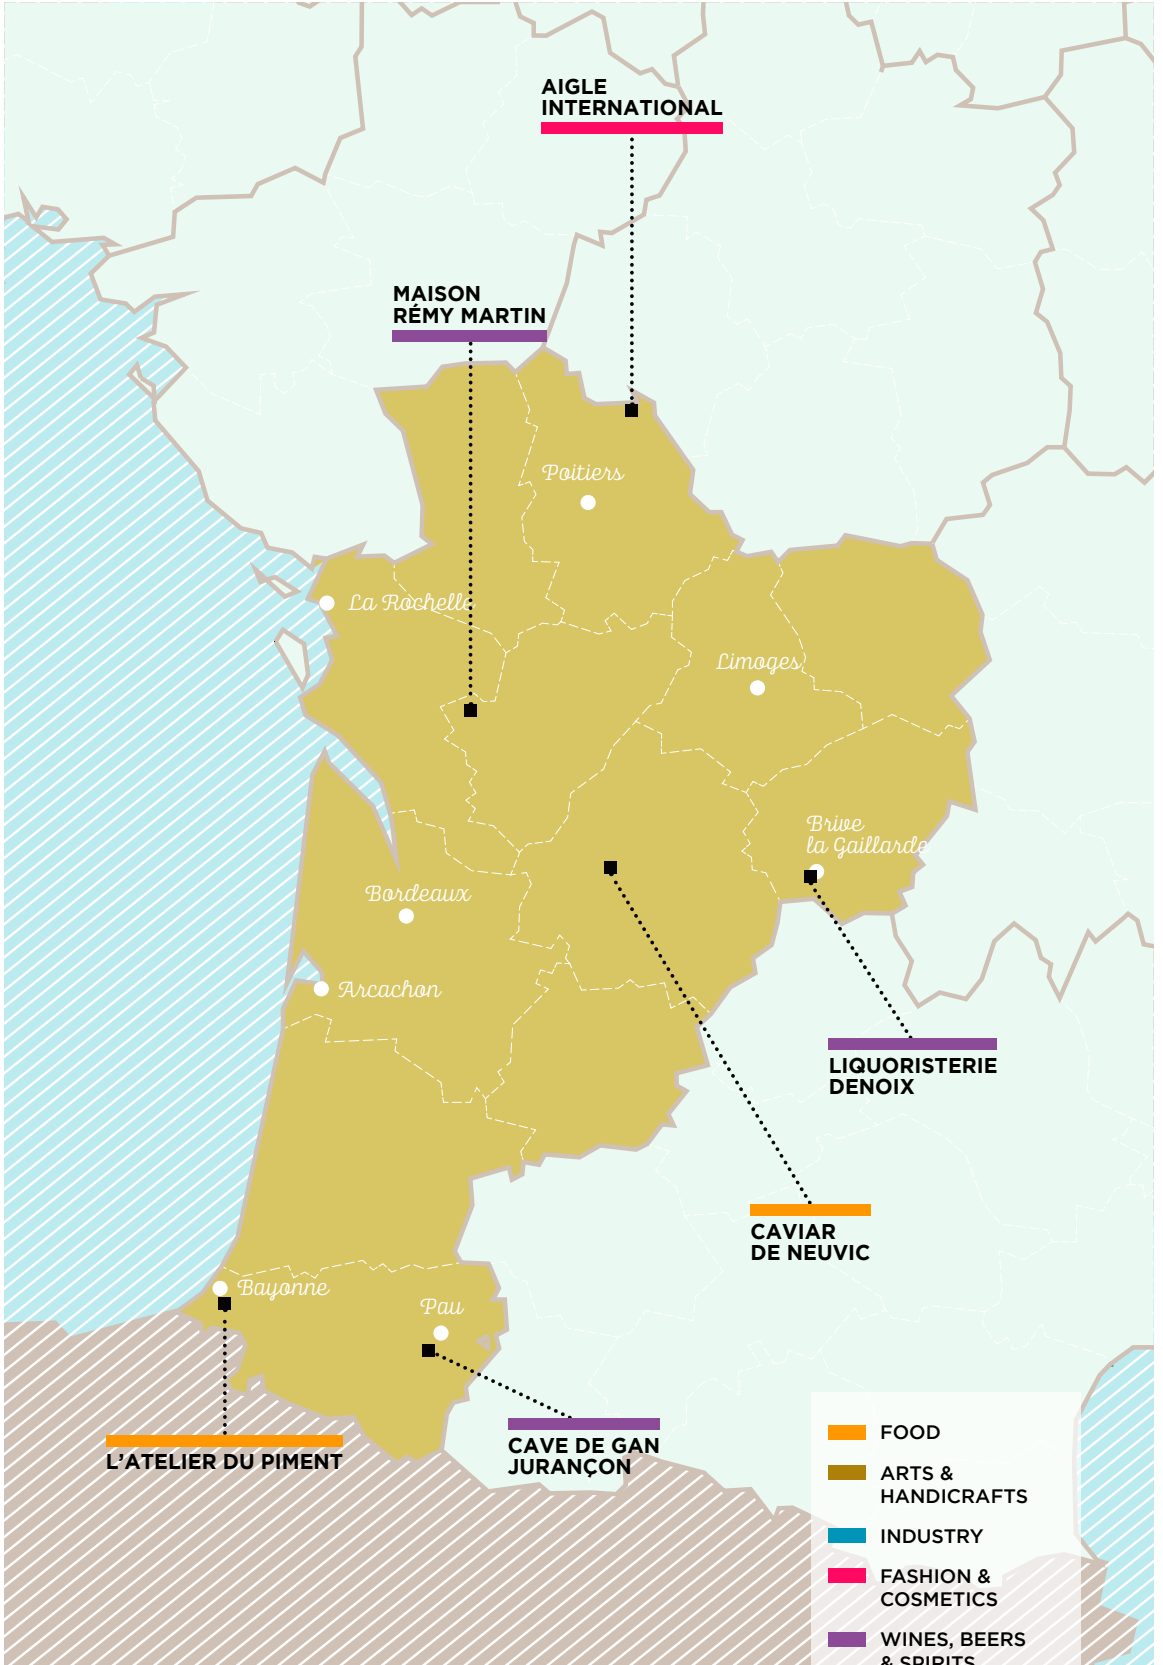 AIGLE
INTERNATIONAL
MAISON
RÉMY MARTIN
Poitiers
La Rochelle
Limoges
Brive
la Gaillarde
Bordeaux
Arcachon
LIQUORISTERIE
DENOIX
CAVIAR
DE NEUVIC
Bayonne
Pau
L'ATELIER DU PIMENT
CAVE DE GAN
JURANÇON
FOOD
ARTS &
HANDICRAFTS
INDUSTRY
FASHION &
COSMETICS
WINES, BEERS
& SPIRITS